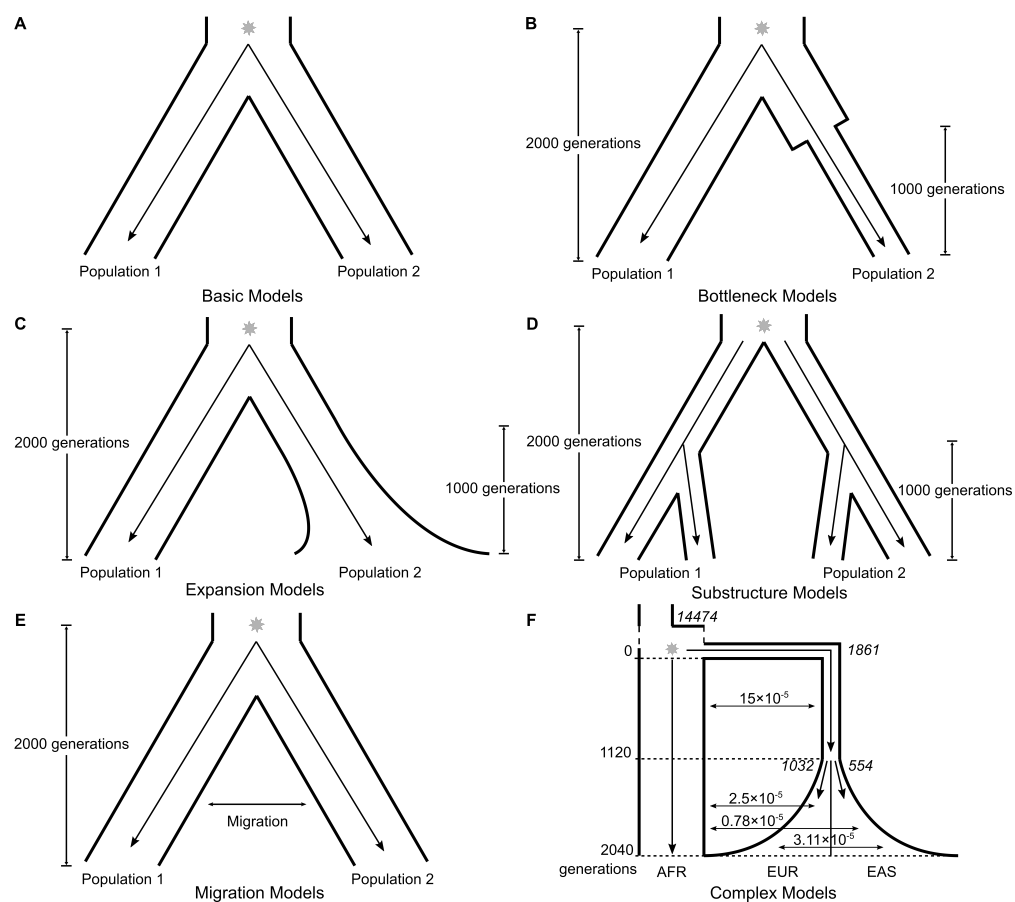 A
Population 1
Population 2
Basic Models
B
2000 generations
1000 generations
Population 1
Population 2
Bottleneck Models
C
2000 generations
1000 generations
Population 1
Population 2
Expansion Models
D
2000 generations
1000 generations
Population 1
Population 2
Substructure Models
E
2000 generations
Migration
Population 1
Population 2
Migration Models
F
14474
0
1861
15×10-5
1120
1032
554
2.5×10-5
0.78×10-5
3.11×10-5
2040
generations
AFR
EUR
EAS
Complex Models